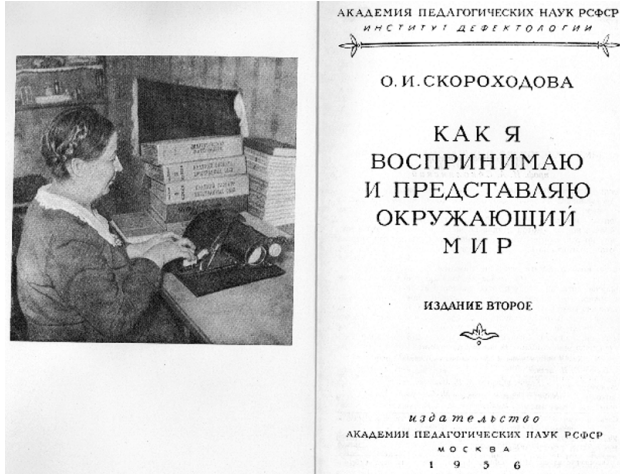 АКАДЕМИЯ ПЕДАГОГИЧЕСКИХ НАУК РСФСР
ИНСТИТУТ ДЕФЕКТОЛОГИИ
О. И. СКОРОХОДОВА
КАК Я
ВОСПРИНИМАЮ
И ПРЕДСТАВЛЯЮ
ОКРУЖАЮЩИЙ
МИР
ИЗДАНИЕ ВТОРОЕ
издательство
АКАДЕМИИ ПЕДАГОГИЧЕСКИХ НАУК РСФСР
МОСКВА
1956